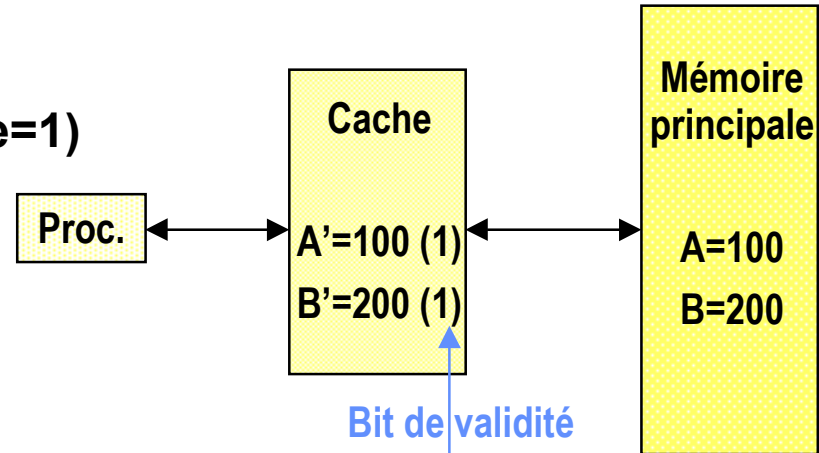 e=1)
Proc.
Cache
A’=100 (1)
B’=200 (1)
Bit de validité
Mémoire
principale
A=100
B=200